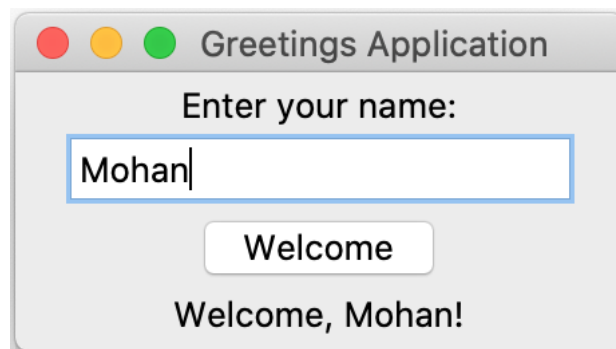 Greetings Application
Enter your name:
Mohan
Welcome
Welcome, Mohan!